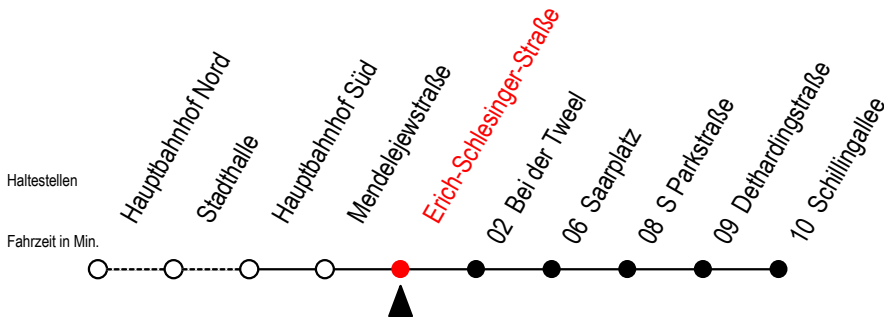 Haltestellen
Fahrzeit in Min.
Hauptbahnhof Nord
Stadthalle
Hauptbahnhof Süd
Mendelejewstraße
Erich-Schlesinger-Straße
02 Bei der Tweel
06 Saarplatz
08 S Parkstraße
09 Dethardingstraße
10 Schillingallee